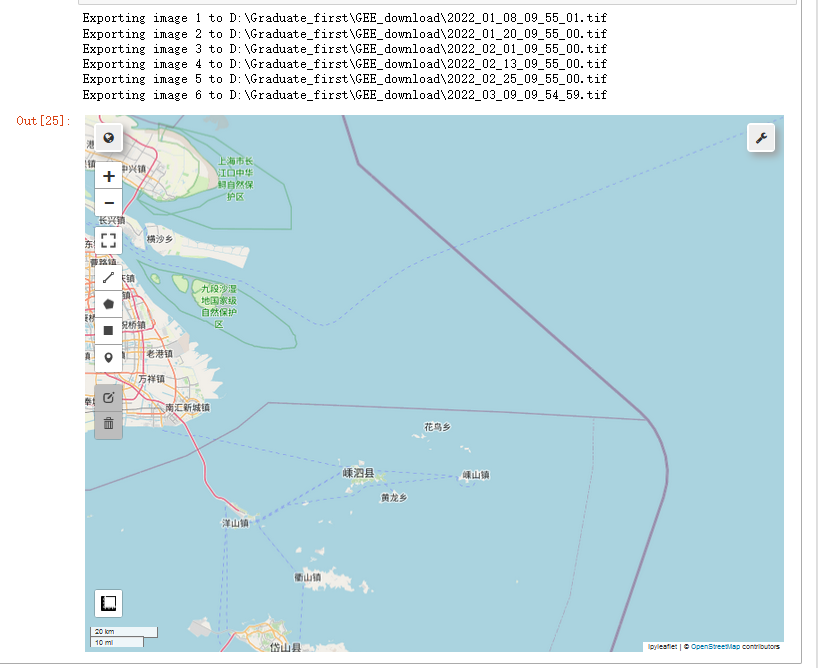 Exporting image 1 to D:\Graduate_first\GEE_download\2022_01_08_09_55_01.tif
Exporting image 2 to D:\Graduate_first\GEE_download\2022_01_20_09_55_00.tif
Exporting image 3 to D:\Graduate_first\GEE_download\2022_02_01_09_55_00.tif
Exporting image 4 to D:\Graduate_first\GEE_download\2022_02_13_09_55_00.tif
Exporting image 5 to D:\Graduate_first\GEE_download\2022_02_25_09_55_00.tif
Exporting image 6 to D:\Graduate_first\GEE_download\2022_03_09_09_54_59.tif
Out[25]:
上海市长
江口中华
鲟自然保
护区
中兴镇
+
−
长兴镇
横沙乡
曹路镇
九段沙湿
地国家级
自然保护
区
祝桥镇
老港镇
万祥镇
南汇新城镇
花鸟乡
嵊泗县
嵊山镇
黄龙乡
洋山镇
衢山镇
岱山县
20 km
10 mi
ipyleaflet | © OpenStreetMap contributors